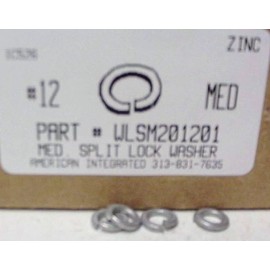 ZINC
#12 MED
PART # WLSM201201
MED. SPLIT LOCK WASHER
AMERICAN INTEGRATED 313-831-7635